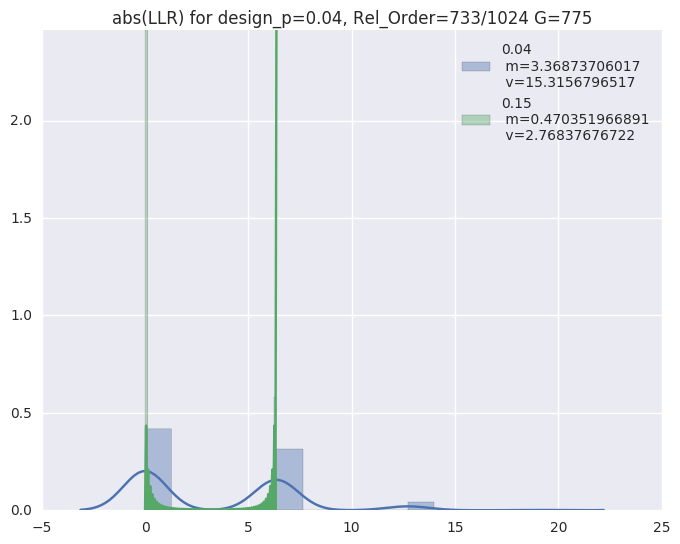 abs(LLR) for design_p=0.04, Rel_Order=733/1024 G=775
0.04
m=3.36873706017
v=15.3156796517
0.15
m=0.470351966891
v=2.76837676722
2.0
1.5
1.0
0.5
0.0
−5
0
5
10
15
20
25